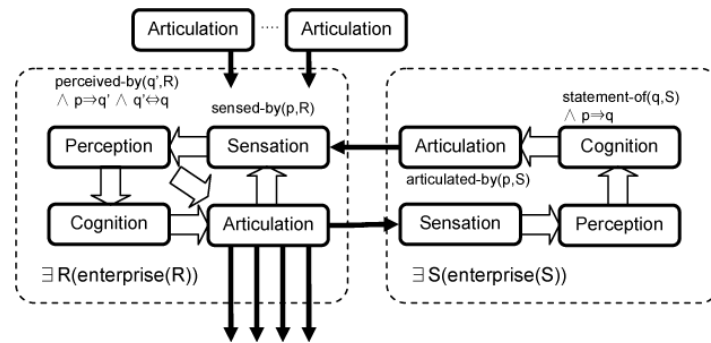 Articulation .... Articulation
perceived-by(q',R)
∧ p⇒q' ∧ q'⇔q
sensed-by(p,R)
statement-of(q,S)
∧ p⇒q
Perception
Sensation
Articulation
Cognition
articulated-by(p,S)
Cognition
Articulation
Sensation
Perception
∃ R(enterprise(R))
∃ S(enterprise(S))